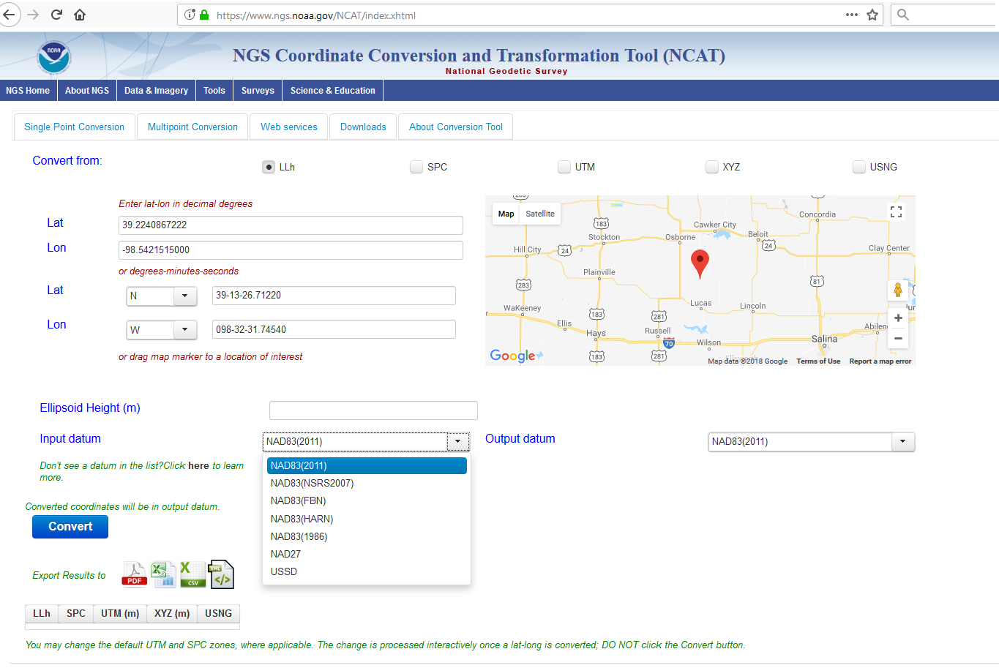 https://www.ngs.noaa.gov/NCAT/index.xhtml
NOAA
NGS Coordinate Conversion and Transformation Tool (NCAT)
National Geodetic Survey
NGS Home About NGS Data & Imagery Tools Surveys Science & Education
Single Point Conversion Multipoint Conversion Web services Downloads About Conversion Tool
Convert from:
LLh SPC UTM XYZ USNG
Enter lat-lon in decimal degrees
Lat 39.2240867222
Lon -98.5421515000
or degrees-minutes-seconds
Lat N 39-13-26.71220
Lon W 098-32-31.74540
or drag map marker to a location of interest
Map Satellite
283
183
Concordia
Cawker City
Stockton Osborne Beloit
24
Hill City 24 Clay Center
Plainville
283 81
Lucas
WaKeeney Lincoln
183 281
Ellis Abilen
Hays Russell
70 Wilson Salina
Ellsworth
183 281
Google
Map data ©2018 Google Terms of Use Report a map error
Ellipsoid Height (m)
Input datum NAD83(2011) Output datum NAD83(2011)
NAD83(2011)
NAD83(NSRS2007)
NAD83(FBN)
NAD83(HARN)
NAD83(1986)
NAD27
USSD
Don't see a datum in the list?Click here to learn
more.
Converted coordinates will be in output datum.
Convert
Export Results to PDF X X CSV XML </>
LLh SPC UTM (m) XYZ (m) USNG
You may change the default UTM and SPC zones, where applicable. The change is processed interactively once a lat-long is converted; DO NOT click the Convert button.